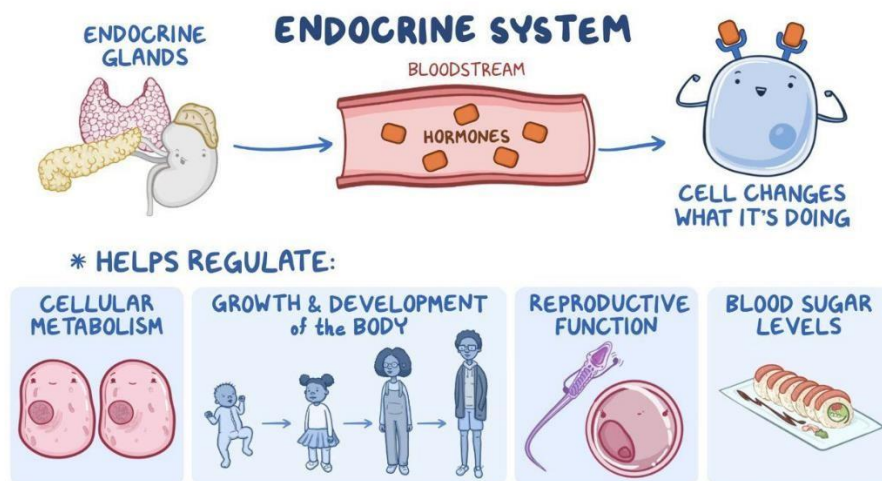 ENDOCRINE SYSTEM
ENDOCRINE
GLANDS
BLOODSTREAM
HORMONES
CELL CHANGES
WHAT IT'S DOING
* HELPS REGULATE:
CELLULAR
METABOLISM
GROWTH & DEVELOPMENT
of the BODY
REPRODUCTIVE
FUNCTION
BLOOD SUGAR
LEVELS